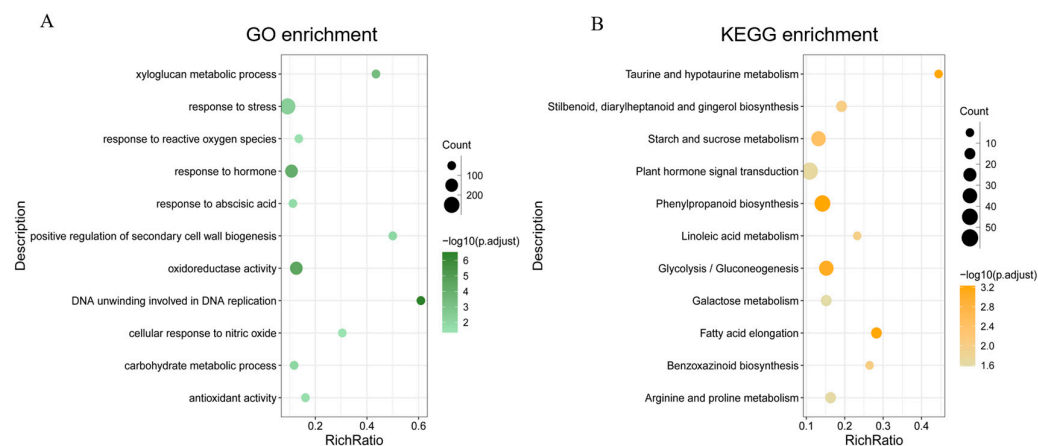 A
GO enrichment
Description
xyloglucan metabolic process
response to stress
response to reactive oxygen species
response to hormone
response to abscisic acid
positive regulation of secondary cell wall biogenesis
oxidoreductase activity
DNA unwinding involved in DNA replication
cellular response to nitric oxide
carbohydrate metabolic process
antioxidant activity
0.2 0.4 0.6
RichRatio
Count
100
200
−log10(p.adjust)
6
5
4
3
2
B
KEGG enrichment
Description
Taurine and hypotaurine metabolism
Stilbenoid, diarylheptanoid and gingerol biosynthesis
Starch and sucrose metabolism
Plant hormone signal transduction
Phenylpropanoid biosynthesis
Linoleic acid metabolism
Glycolysis / Gluconeogenesis
Galactose metabolism
Fatty acid elongation
Benzoxazinoid biosynthesis
Arginine and proline metabolism
0.1 0.2 0.3 0.4
RichRatio
Count
10
20
30
40
50
−log10(p.adjust)
3.2
2.8
2.4
2.0
1.6